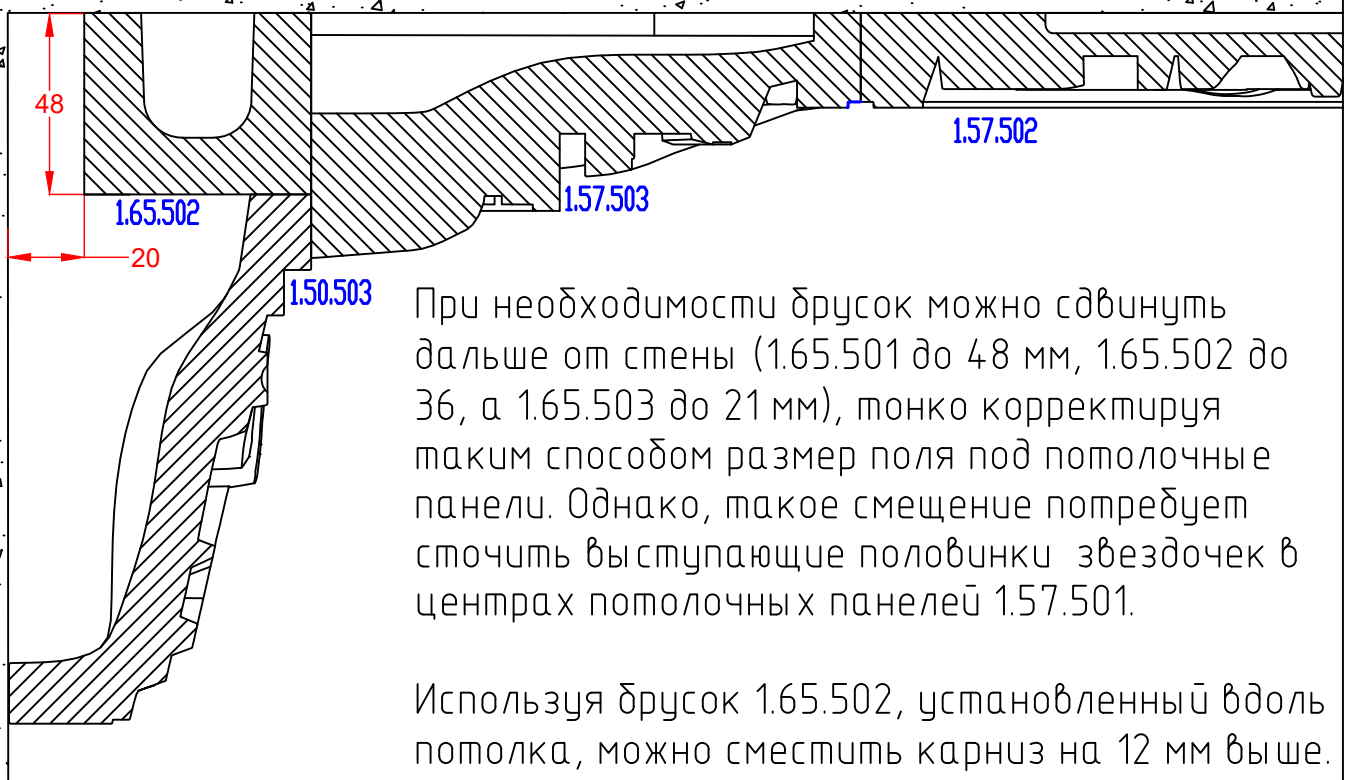 48
1.57.502
1.65.502
1.57.503
20
1.50.503
При необходимости брусок можно сдвинуть
дальше от стены (1.65.501 до 48 мм, 1.65.502 до
36, а 1.65.503 до 21 мм), тонко корректируя
таким способом размер поля под потолочные
панели. Однако, такое смещение потребует
сточить выступающие половинки звездочек в
центрах потолочных панелей 1.57.501.
Используя брусок 1.65.502, установленный вдоль
потолка, можно сместить карниз на 12 мм выше.